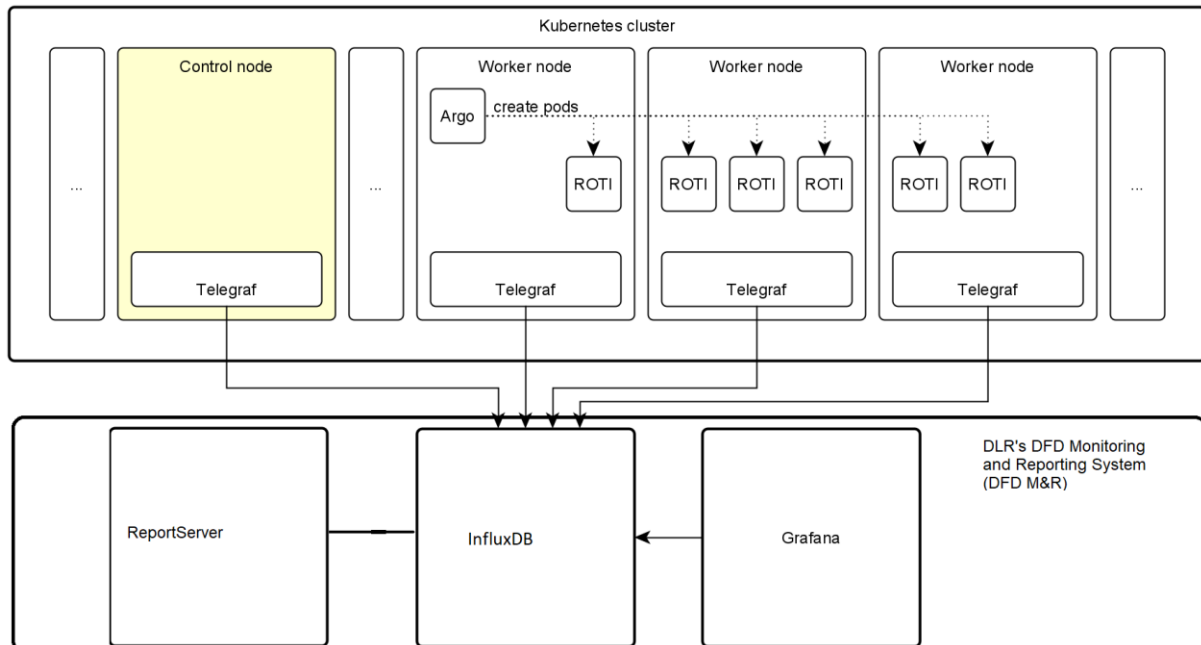 Kubernetes cluster
...
Control node
...
Worker node
Worker node
Worker node
...
Argo
create pods
ROTI
ROTI
ROTI
ROTI
ROTI
ROTI
Telegraf
Telegraf
Telegraf
Telegraf
DLR's DFD Monitoring
and Reporting System
(DFD M&R)
ReportServer
InfluxDB
Grafana